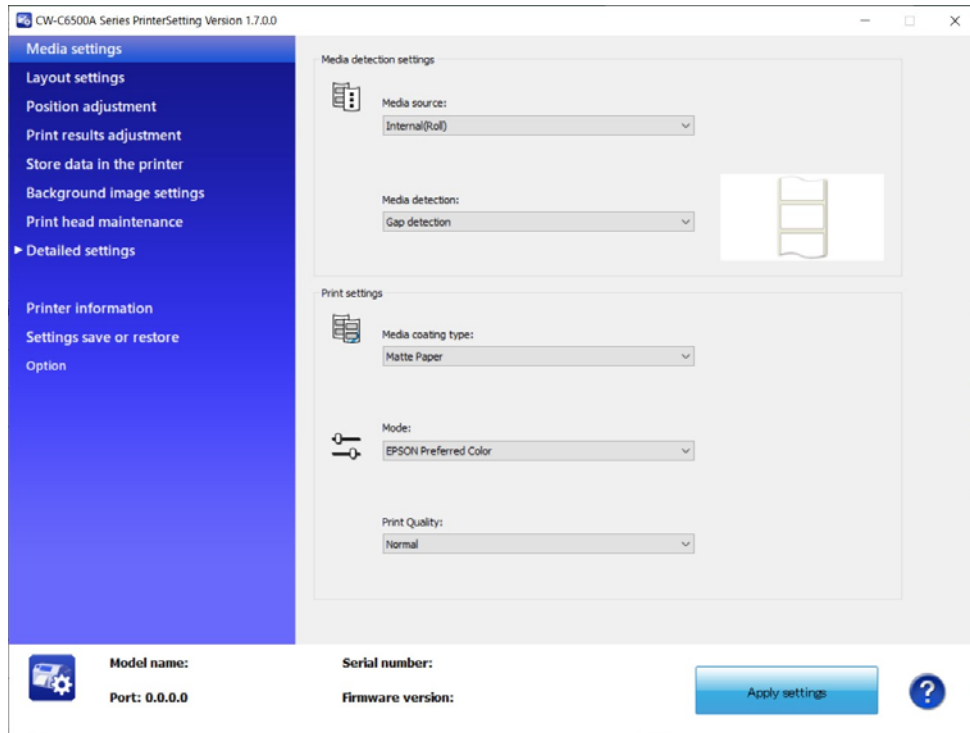 CW-C6500A Series PrinterSetting Version 1.7.0.0
Media settings
Layout settings
Position adjustment
Print results adjustment
Store data in the printer
Background image settings
Print head maintenance
Detailed settings
Printer information
Settings save or restore
Option
Media detection settings
Media source:
Internal(Roll)
Media detection:
Gap detection
Print settings
Media coating type:
Matte Paper
Mode:
EPSON Preferred Color
Print Quality:
Normal
Model name:
Serial number:
Port: 0.0.0.0
Firmware version:
Apply settings
?